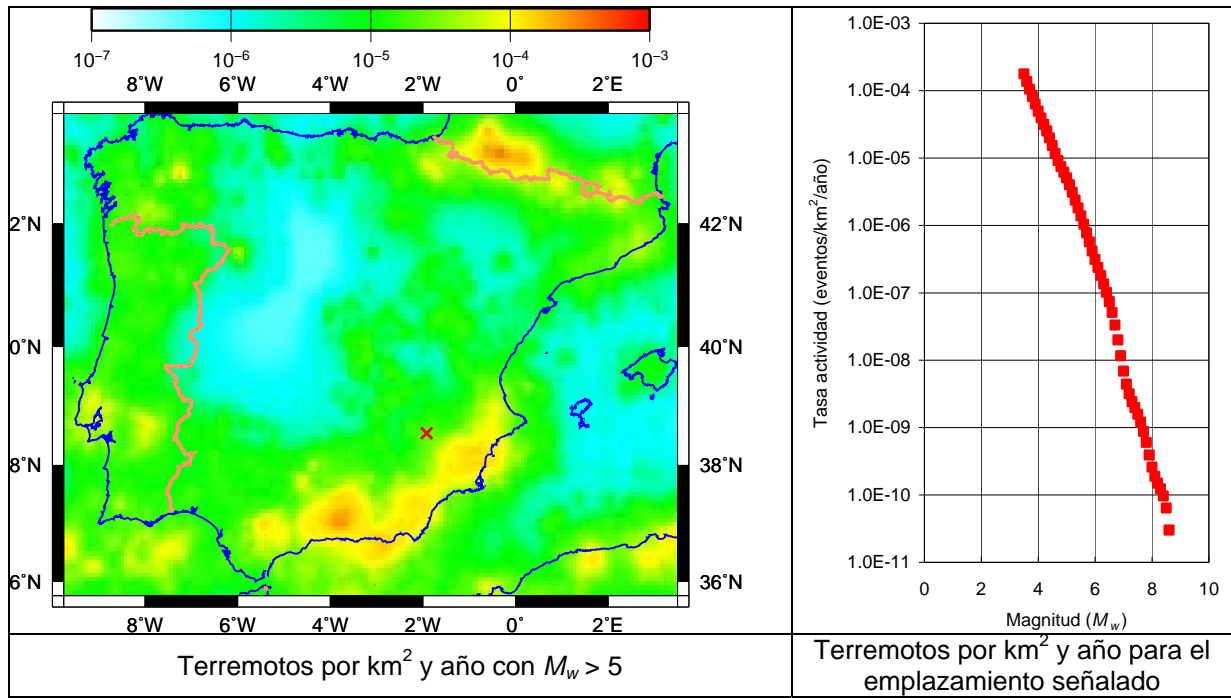 10⁻⁷ 10⁻⁶ 10⁻⁵ 10⁻⁴ 10⁻³
8˚W 6˚W 4˚W 2˚W 0˚ 2˚E
2˚N 42˚N
0˚N 40˚N
8˚N 38˚N
6˚N 36˚N
8˚W 6˚W 4˚W 2˚W 0˚ 2˚E
Terremotos por km² y año con Mw > 5
Tasa actividad (eventos/km²/año)
1.0E-03
1.0E-04
1.0E-05
1.0E-06
1.0E-07
1.0E-08
1.0E-09
1.0E-10
1.0E-11
0 2 4 6 8 10
Magnitud (Mw)
Terremotos por km² y año para el
emplazamiento señalado